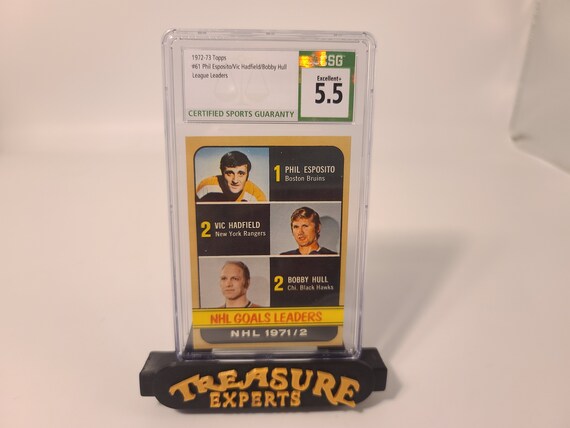 1972-73 Topps
#61 Phil Esposito/Vic Hadfield/Bobby Hull
League Leaders
CSG
Excellent+
5.5
CERTIFIED SPORTS GUARANTY
1 PHIL ESPOSITO
Boston Bruins
2 VIC HADFIELD
New York Rangers
2 BOBBY HULL
Chi. Black Hawks
NHL GOALS LEADERS
NHL 1971/2
TREASURE
EXPERTS